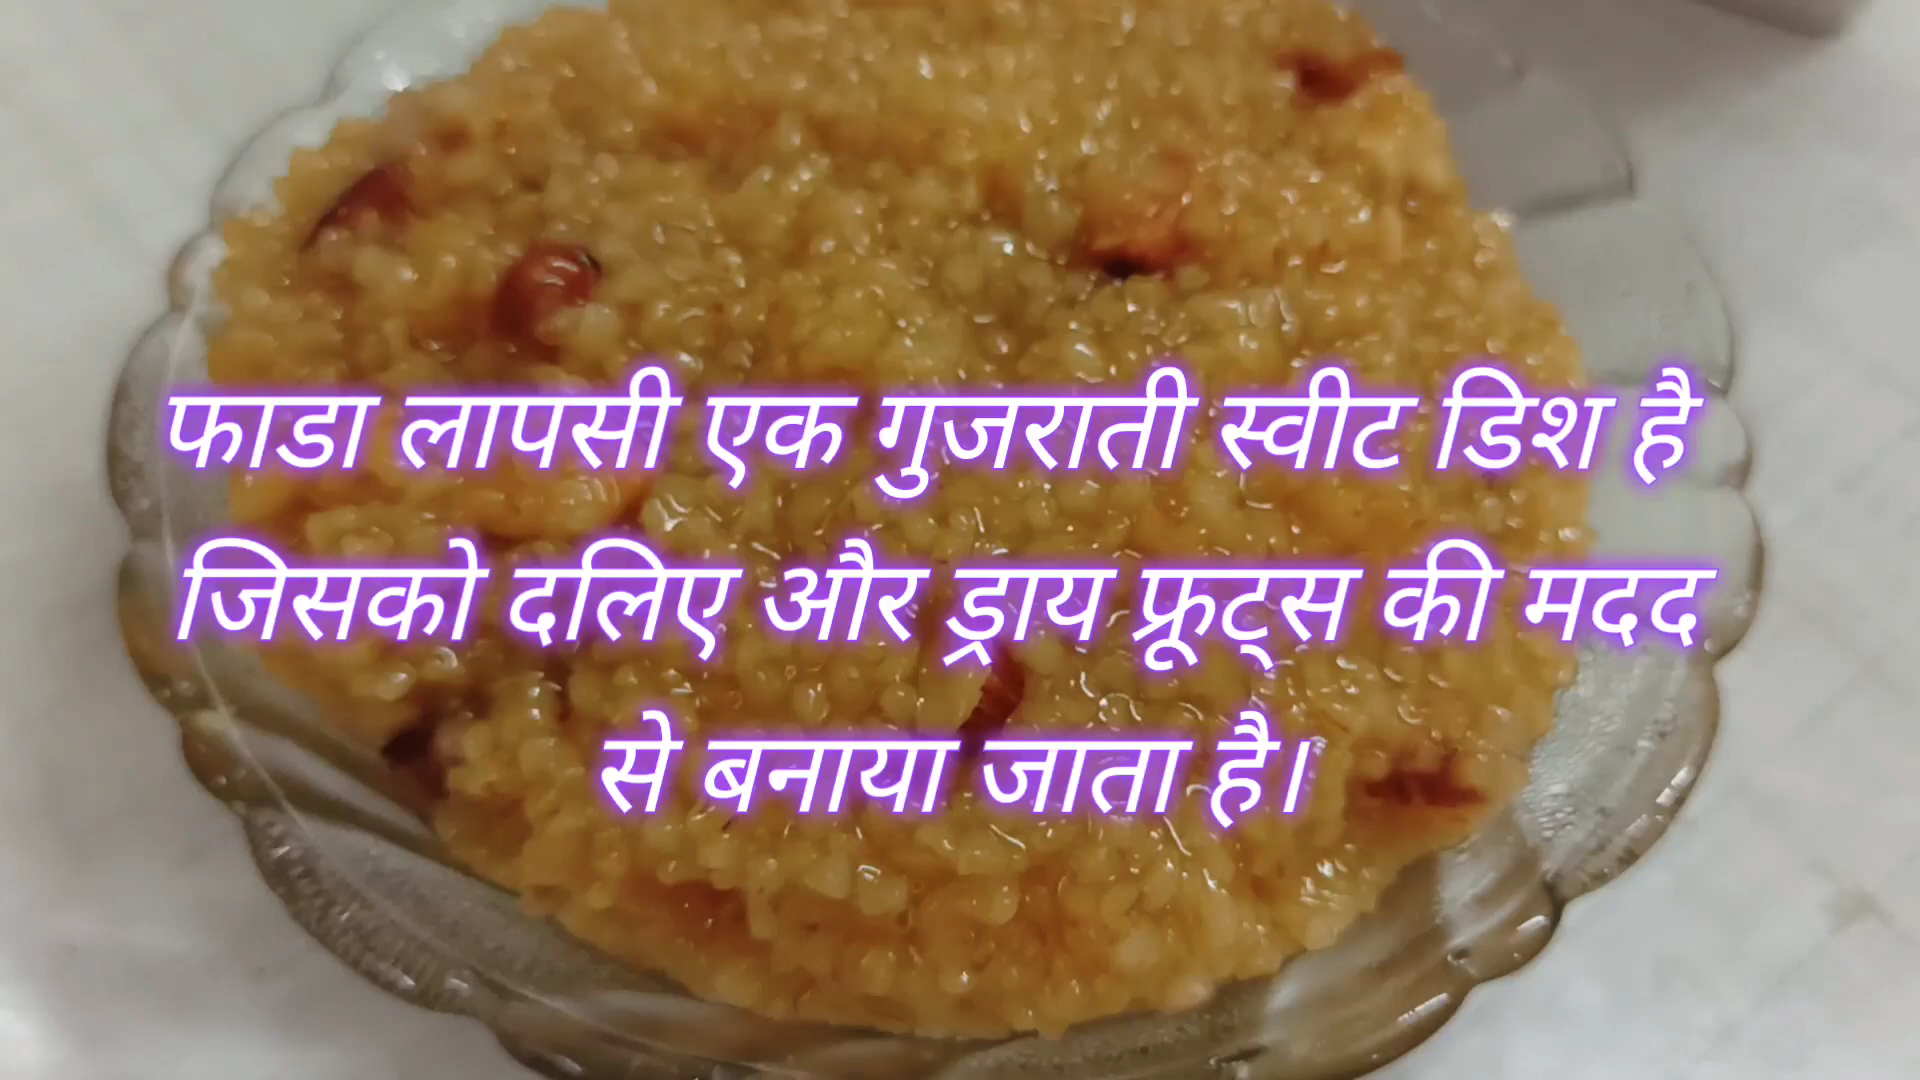 फाडा लापसी एक गुजराती स्वीट डिश है
जिसको दलिए और ड्राय फ्रूट्स की मदद
से बनाया जाता है।